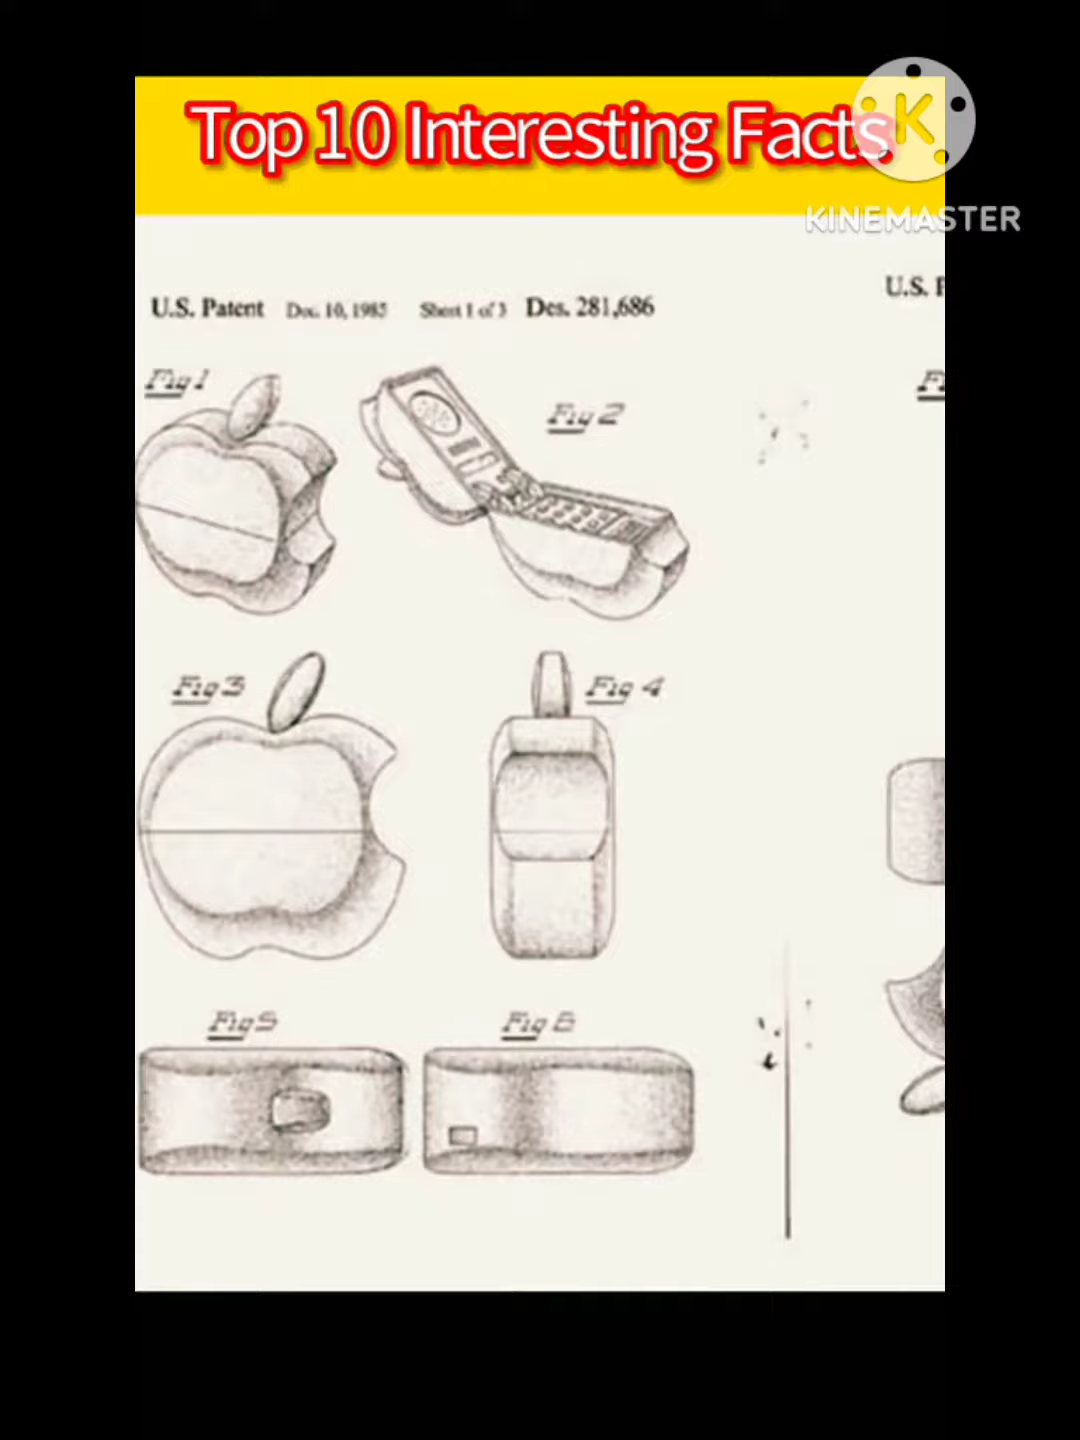 Top 10 Interesting Facts
K
KINEMASTER
U.S. P
U.S. Patent Dec. 10, 1985 Sheet 1 of 3 Des. 281,686
Fig 1
Fig 2
Fig 3
Fig 4
Fig 5
Fig 6